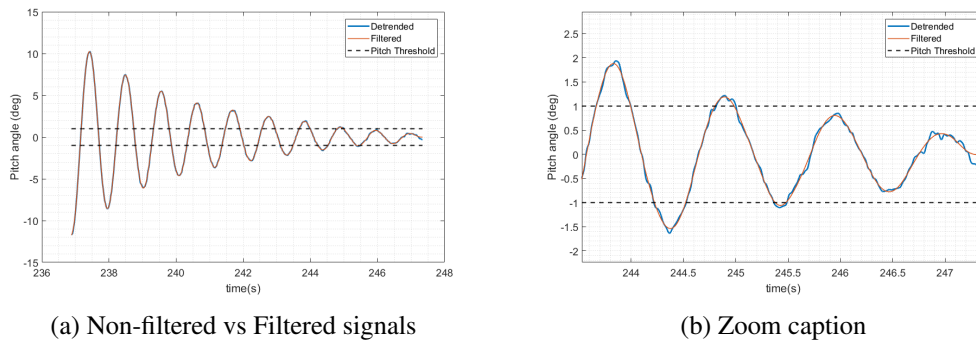 15
10
5
0
-5
-10
-15
Pitch angle (deg)
236
238
240
242
244
246
248
time(s)
Detrended
Filtered
Pitch Threshold
(a) Non-filtered vs Filtered signals
2.5
2
1.5
1
0.5
0
-0.5
-1
-1.5
-2
Pitch angle (deg)
244
244.5
245
245.5
246
246.5
247
time(s)
Detrended
Filtered
Pitch Threshold
(b) Zoom caption